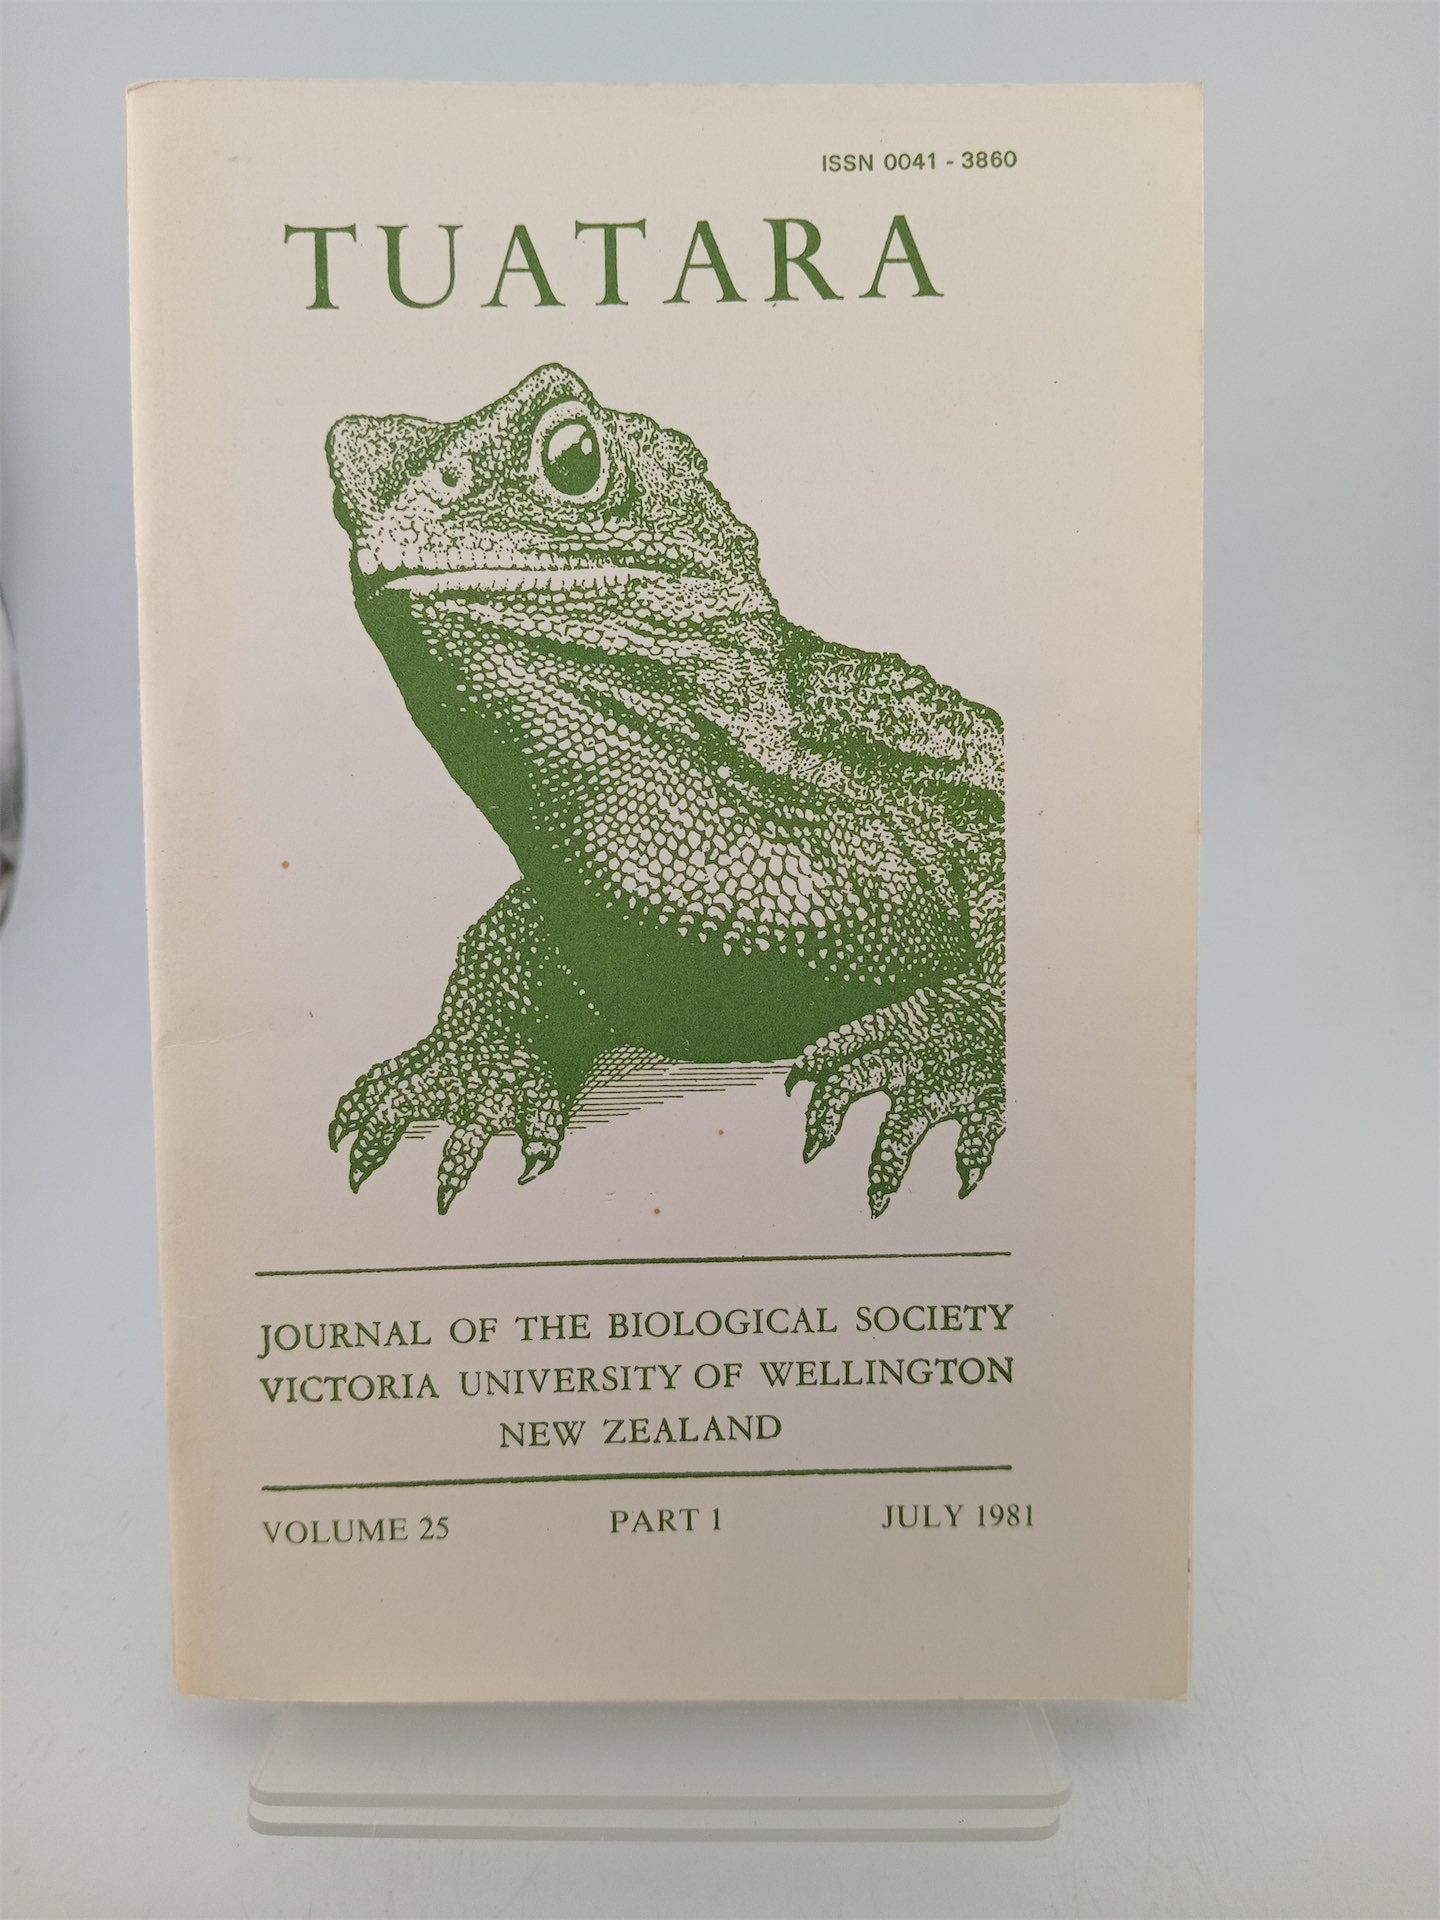 ISSN 0041 - 3860
TUATARA
JOURNAL OF THE BIOLOGICAL SOCIETY
VICTORIA UNIVERSITY OF WELLINGTON
NEW ZEALAND
VOLUME 25 PART 1 JULY 1981